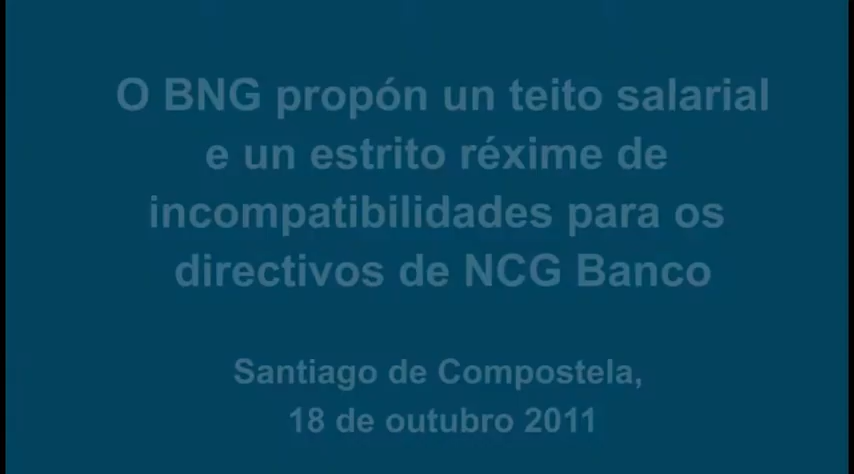 O BNG propón un teito salarial
e un estrito réxime de
incompatibilidades para os
directivos de NCG Banco
Santiago de Compostela,
18 de outubro 2011